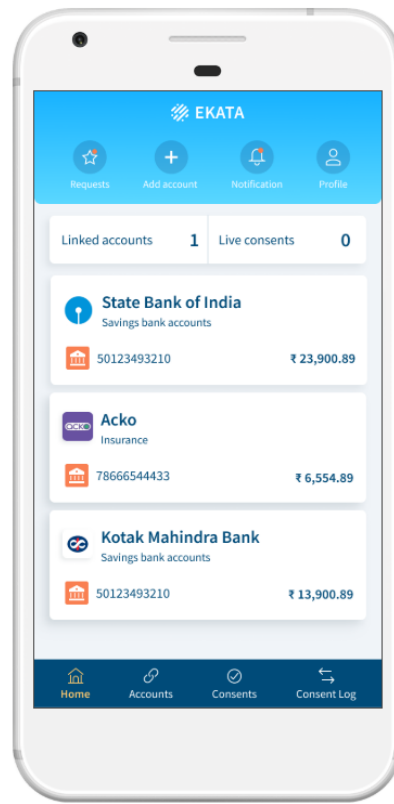 EKATA
Requests Add account Notification Profile
Linked accounts 1 Live consents 0
State Bank of India
Savings bank accounts
50123493210 ₹ 23,900.89
acko Acko
Insurance
78666544433 ₹ 6,554.89
Kotak Mahindra Bank
Savings bank accounts
50123493210 ₹ 13,900.89
Home Accounts Consents Consent Log